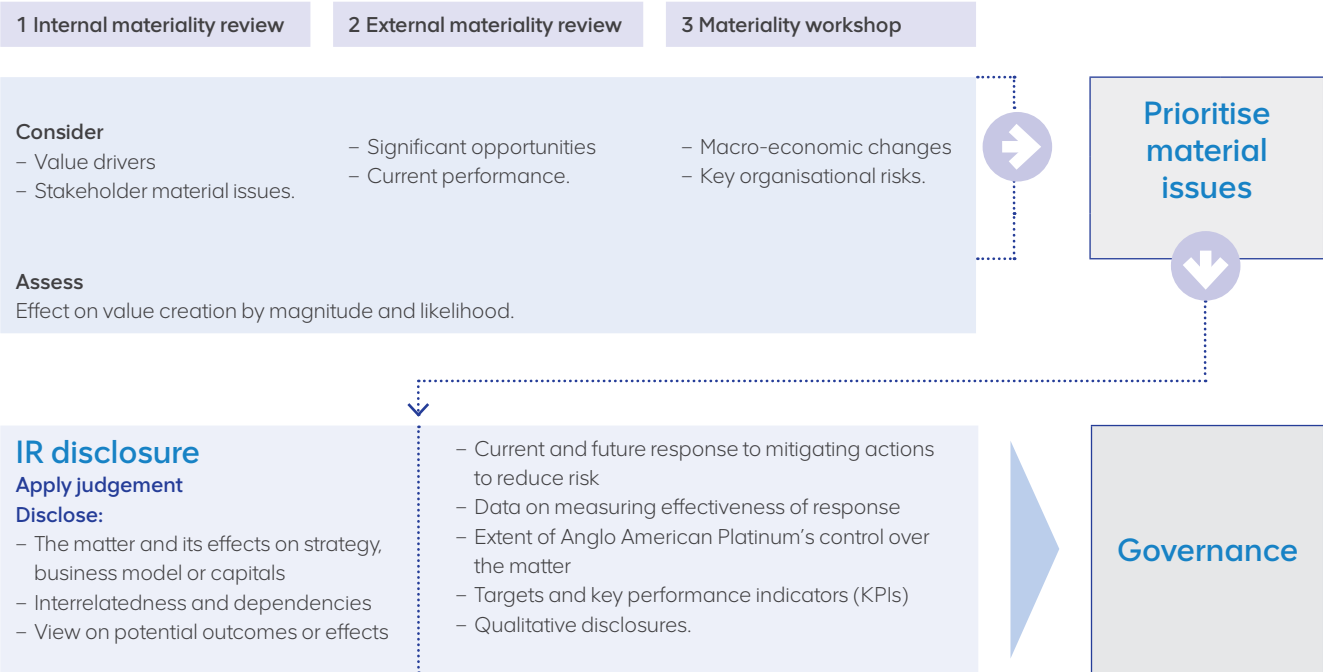 1 Internal materiality review
2 External materiality review
3 Materiality workshop
Consider
– Value drivers
– Stakeholder material issues.
– Significant opportunities
– Current performance.
– Macro-economic changes
– Key organisational risks.
Assess
Effect on value creation by magnitude and likelihood.
Prioritise
material
issues
IR disclosure
Apply judgement
Disclose:
– The matter and its effects on strategy,
business model or capitals
– Interrelatedness and dependencies
– View on potential outcomes or effects
– Current and future response to mitigating actions
to reduce risk
– Data on measuring effectiveness of response
– Extent of Anglo American Platinum’s control over
the matter
– Targets and key performance indicators (KPIs)
– Qualitative disclosures.
Governance